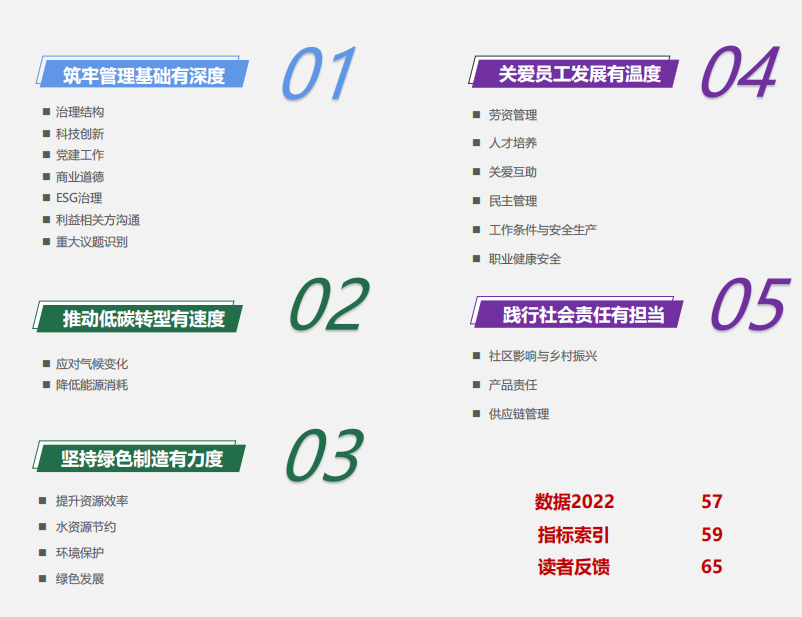 筑牢管理基础有深度
01
治理结构
科技创新
党建工作
商业道德
ESG治理
利益相关方沟通
重大议题识别
推动低碳转型有速度
02
应对气候变化
降低能源消耗
坚持绿色制造有力度
03
提升资源效率
水资源节约
环境保护
绿色发展
关爱员工发展有温度
04
劳资管理
人才培养
关爱互助
民主管理
工作条件与安全生产
职业健康安全
践行社会责任有担当
05
社区影响与乡村振兴
产品责任
供应链管理
数据2022 57
指标索引 59
读者反馈 65